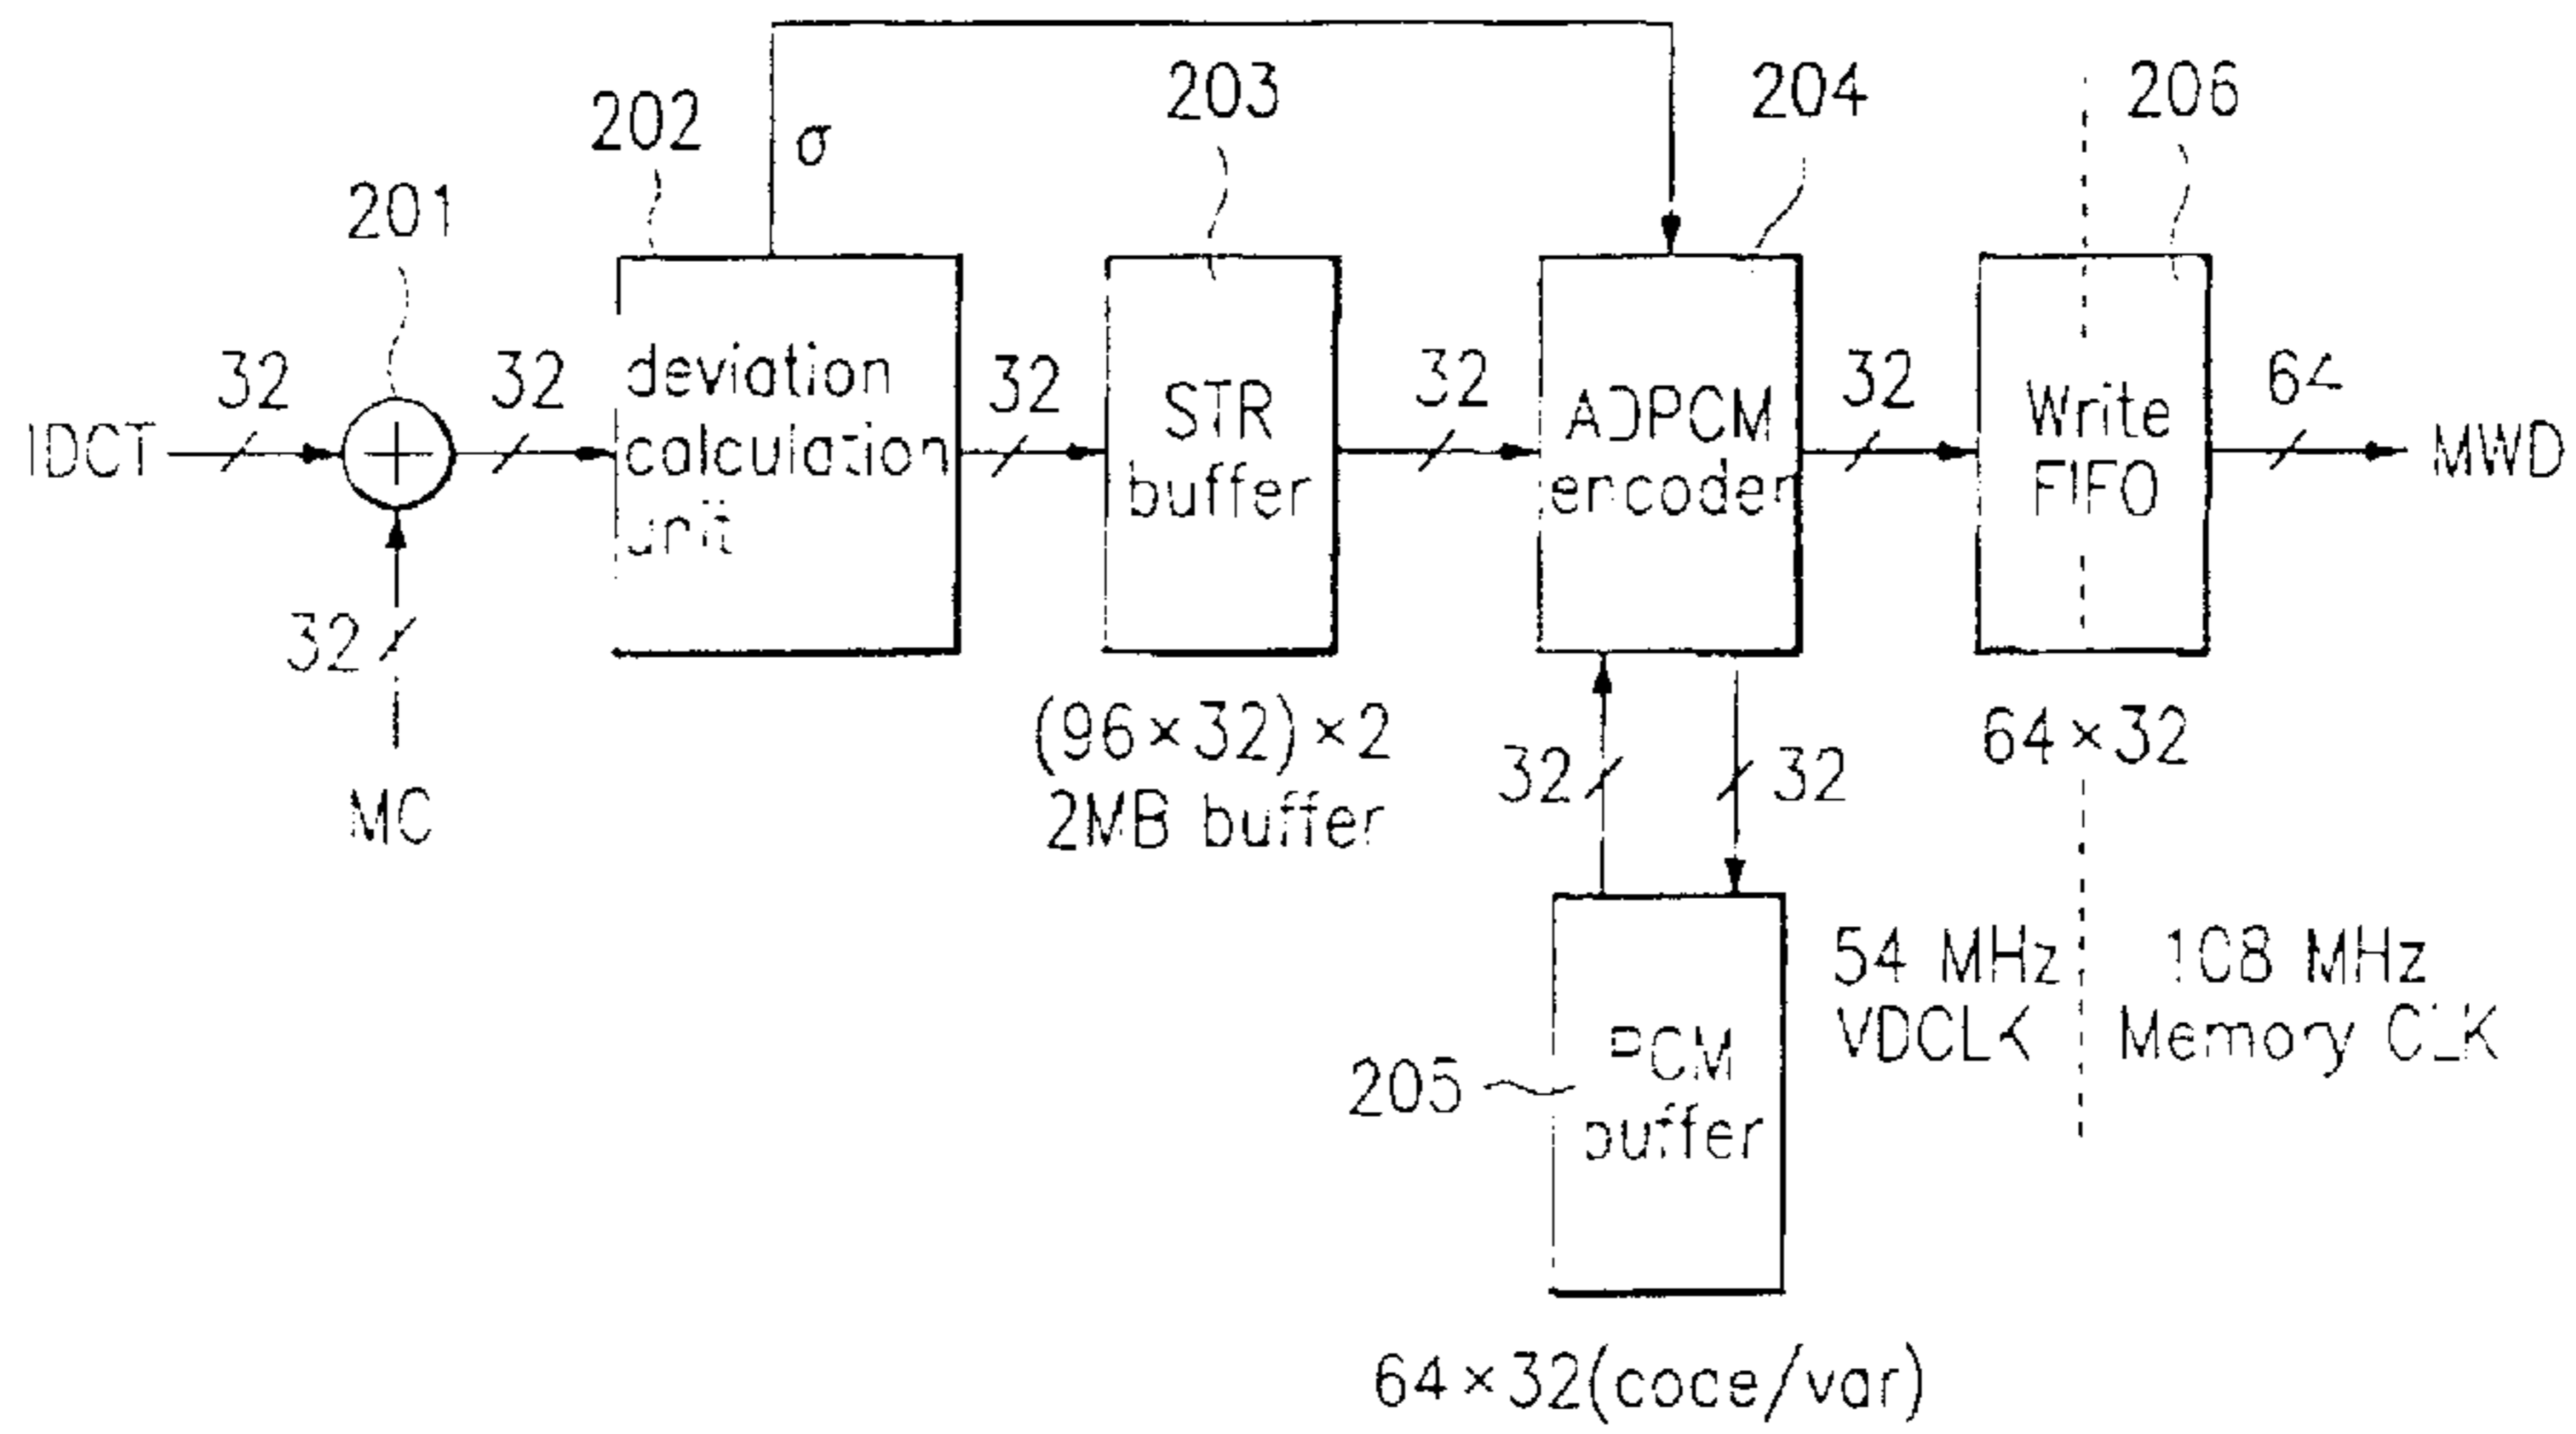 202
σ
203
204
206
201
IDCT
32
32
deviation
calculation
unit
32
STR
buffer
32
ADPCM
encoder
32
Write
FIFO
64
MWD
32
MC
(96×32)×2
2MB buffer
64×32
32
32
205
PCM
buffer
54 MHz
VDCLK
108 MHz
Memory CLK
64×32(coce/var)